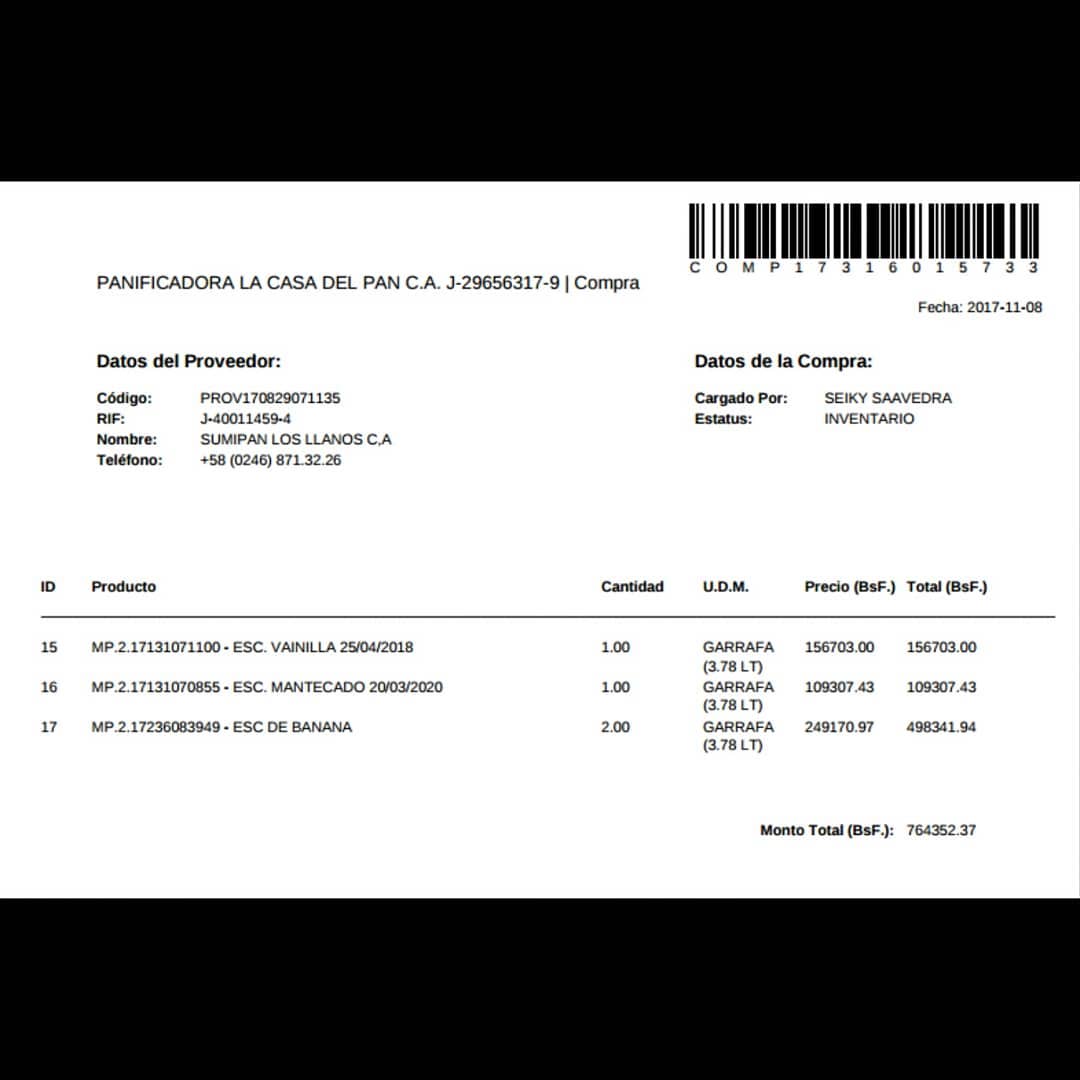 COMP17316015733
PANIFICADORA LA CASA DEL PAN C.A. J-29656317-9 | Compra
Fecha: 2017-11-08
Datos del Proveedor:
Código: PROV170829071135
RIF: J-40011459-4
Nombre: SUMIPAN LOS LLANOS C,A
Teléfono: +58 (0246) 871.32.26
Datos de la Compra:
Cargado Por: SEIKY SAAVEDRA
Estatus: INVENTARIO
ID Producto Cantidad U.D.M. Precio (BsF.) Total (BsF.)
15 MP.2.17131071100 - ESC. VAINILLA 25/04/2018 1.00 GARRAFA 156703.00 156703.00
(3.78 LT)
16 MP.2.17131070855 - ESC. MANTECADO 20/03/2020 1.00 GARRAFA 109307.43 109307.43
(3.78 LT)
17 MP.2.17236083949 - ESC DE BANANA 2.00 GARRAFA 249170.97 498341.94
(3.78 LT)
Monto Total (BsF.): 764352.37